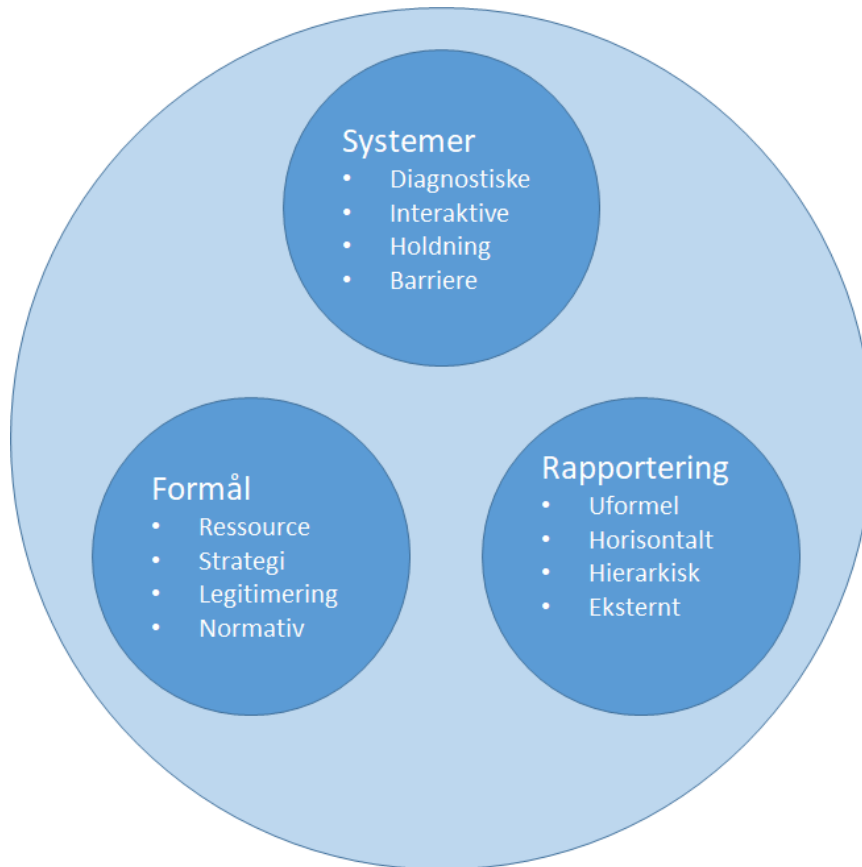 Systemer
• Diagnostiske
• Interaktive
• Holdning
• Barriere
Formål
• Ressource
• Strategi
• Legitimering
• Normativ
Rapportering
• Uformel
• Horisontalt
• Hierarkisk
• Eksternt